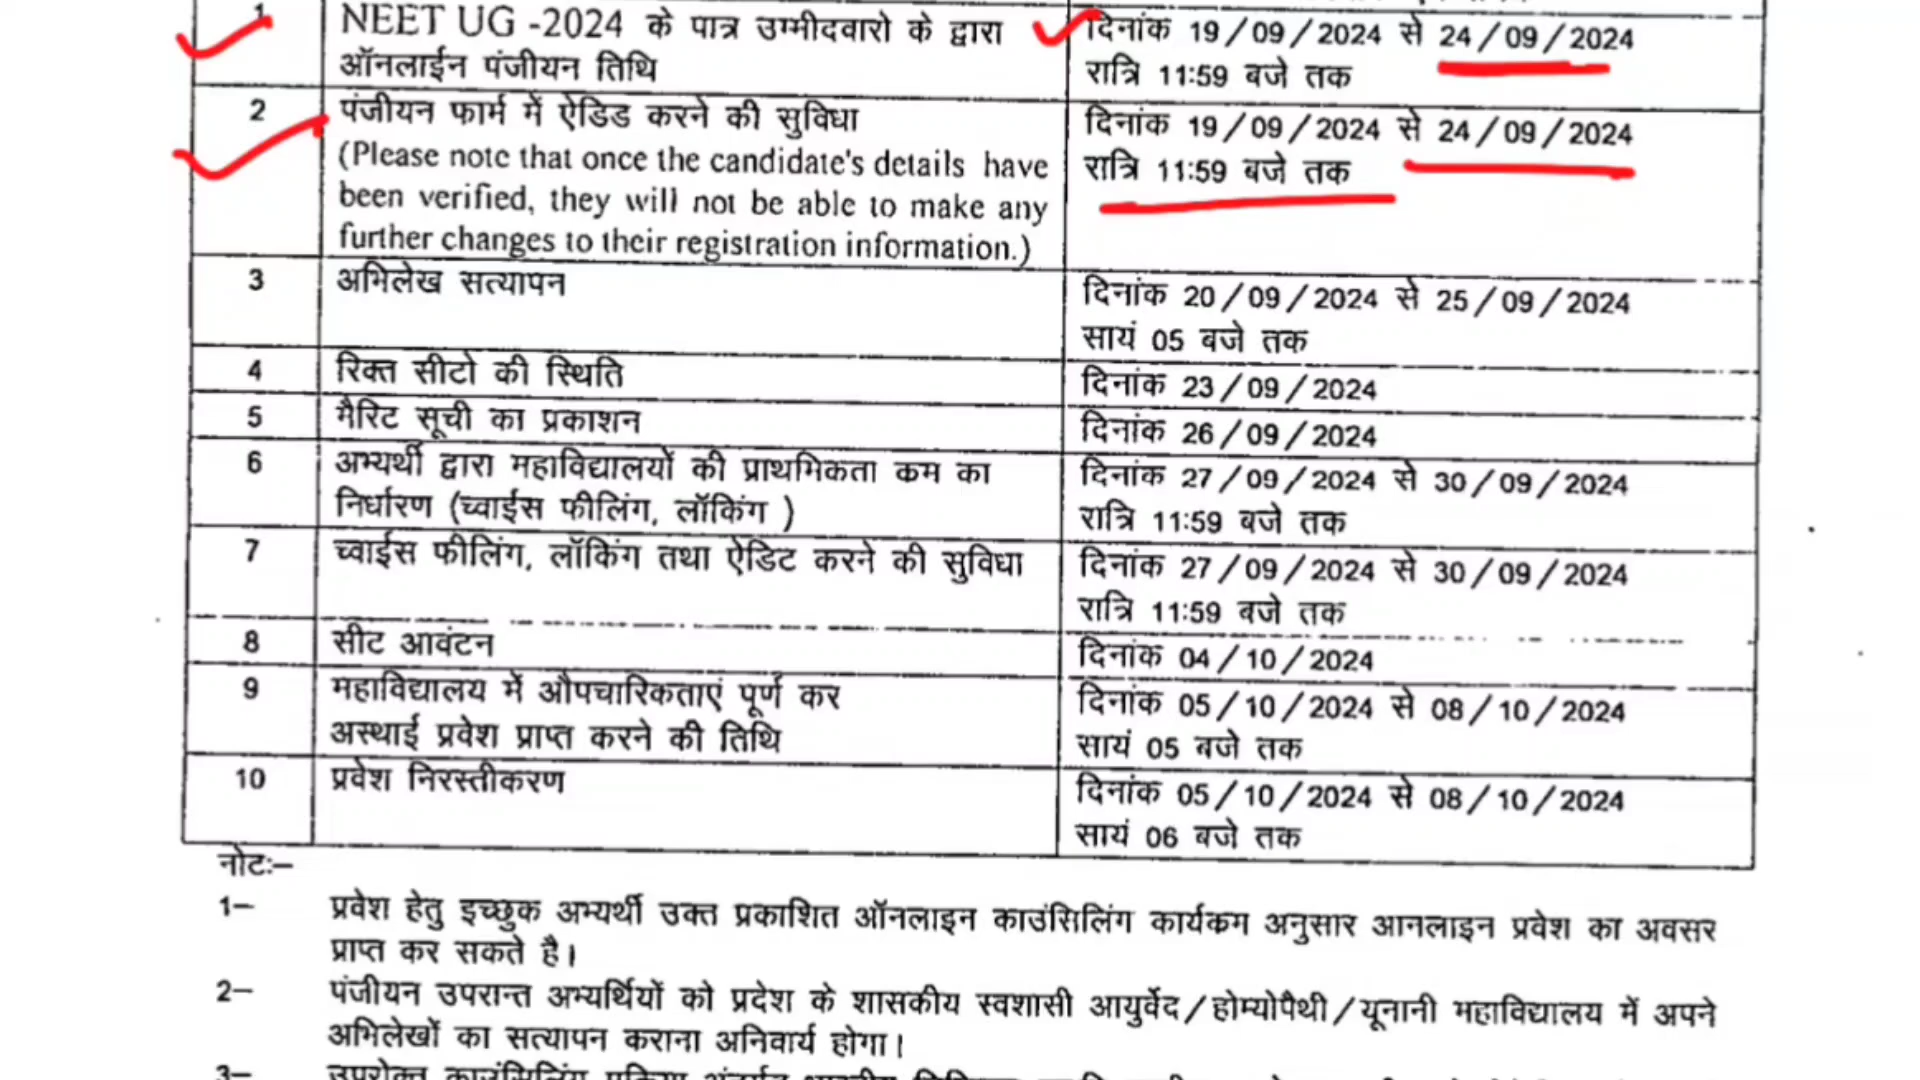 1 NEET UG -2024 के पात्र उम्मीदवारो के द्वारा
ऑनलाईन पंजीयन तिथि
दिनांक 19/09/2024 से 24/09/2024
रात्रि 11:59 बजे तक
2 पंजीयन फार्म में ऐडिड करने की सुविधा
(Please note that once the candidate's details have
been verified, they will not be able to make any
further changes to their registration information.)
दिनांक 19/09/2024 से 24/09/2024
रात्रि 11:59 बजे तक
3 अभिलेख सत्यापन
दिनांक 20/09/2024 से 25/09/2024
सायं 05 बजे तक
4 रिक्त सीटो की स्थिति
दिनांक 23/09/2024
5 मैरिट सूची का प्रकाशन
दिनांक 26/09/2024
6 अभ्यर्थी द्वारा महाविद्यालयों की प्राथमिकता कम का
निर्धारण (च्वाईस फीलिंग, लॉकिंग )
दिनांक 27/09/2024 से 30/09/2024
रात्रि 11:59 बजे तक
7 च्वाईस फीलिंग, लॉकिंग तथा ऐडिट करने की सुविधा
दिनांक 27/09/2024 से 30/09/2024
रात्रि 11:59 बजे तक
8 सीट आवंटन
दिनांक 04/10/2024
9 महाविद्यालय में औपचारिकताएं पूर्ण कर
अस्थाई प्रवेश प्राप्त करने की तिथि
दिनांक 05/10/2024 से 08/10/2024
सायं 05 बजे तक
10 प्रवेश निरस्तीकरण
दिनांक 05/10/2024 से 08/10/2024
सायं 06 बजे तक
नोटः–
1– प्रवेश हेतु इच्छुक अभ्यर्थी उक्त प्रकाशित ऑनलाइन काउंसिलिंग कार्यकम अनुसार आनलाइन प्रवेश का अवसर
प्राप्त कर सकते है।
2– पंजीयन उपरान्त अभ्यर्थियों को प्रदेश के शासकीय स्वशासी आयुर्वेद/होम्योपैथी/यूनानी महाविद्यालय में अपने
अभिलेखों का सत्यापन कराना अनिवार्य होगा।
3– उपरोक्त काउंसिलिंग